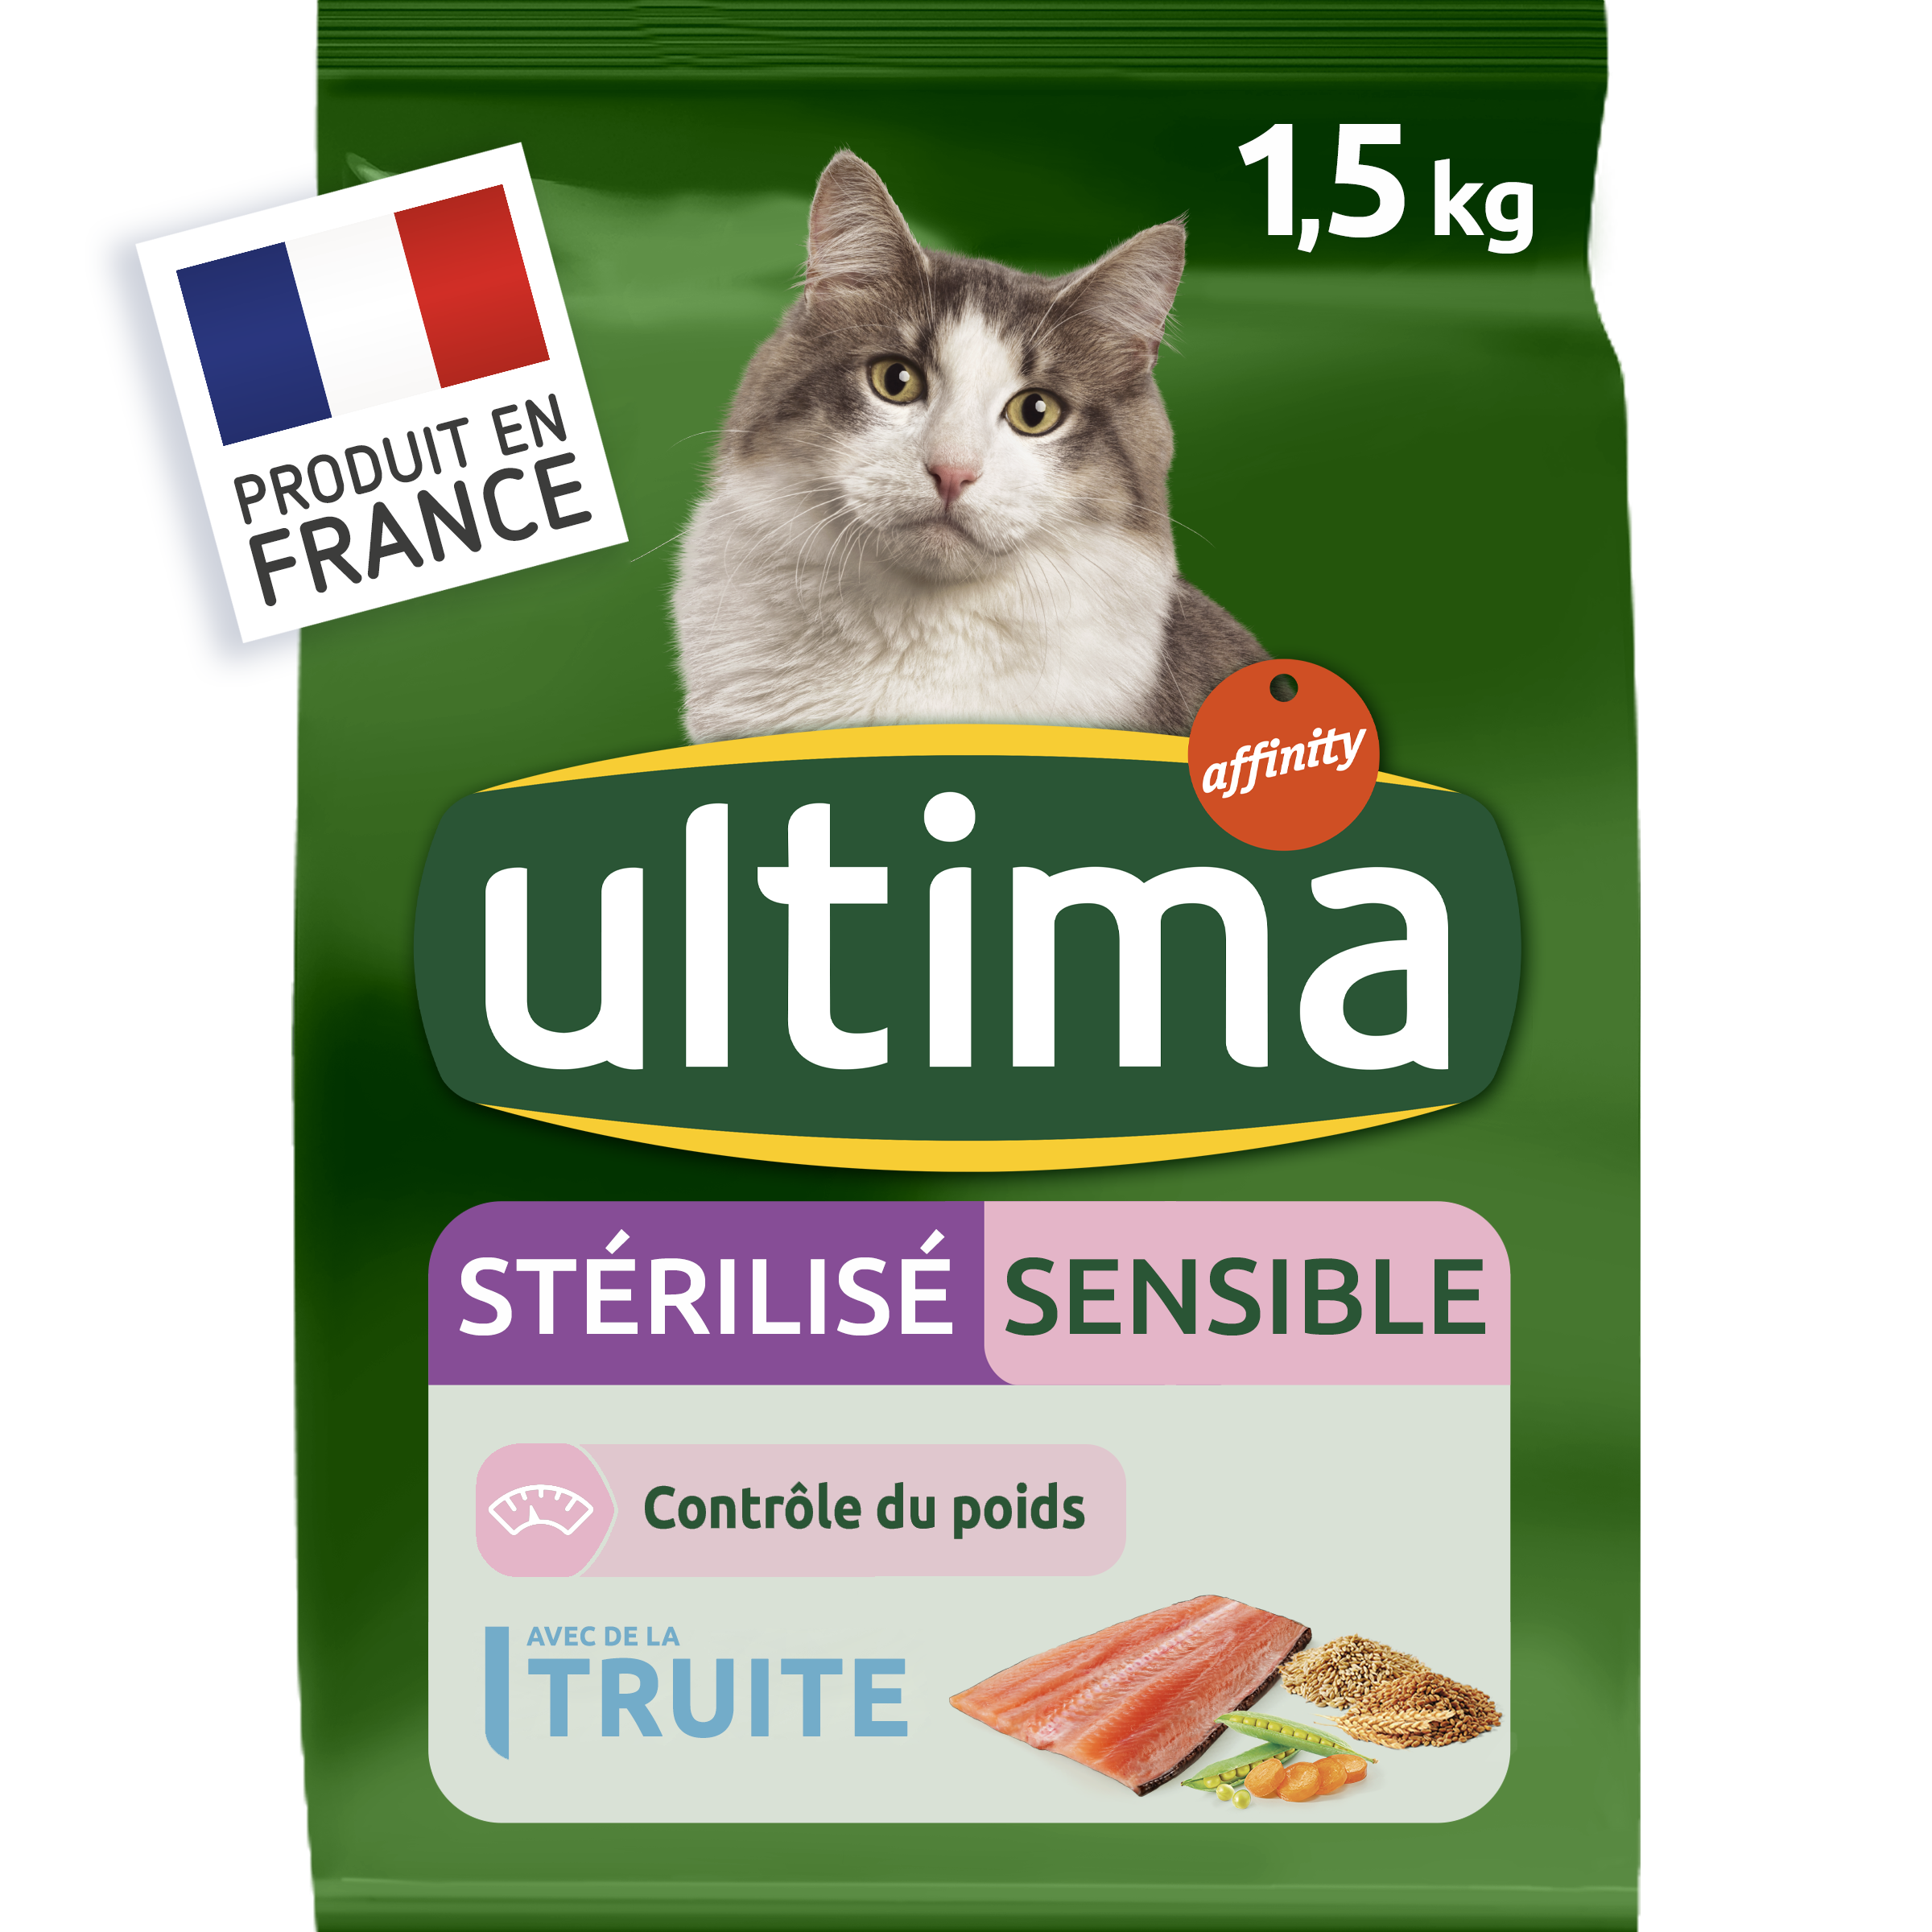 1,5 kg
PRODUIT EN
FRANCE
affinity
ultima
STÉRILISÉ SENSIBLE
Contrôle du poids
AVEC DE LA
TRUITE